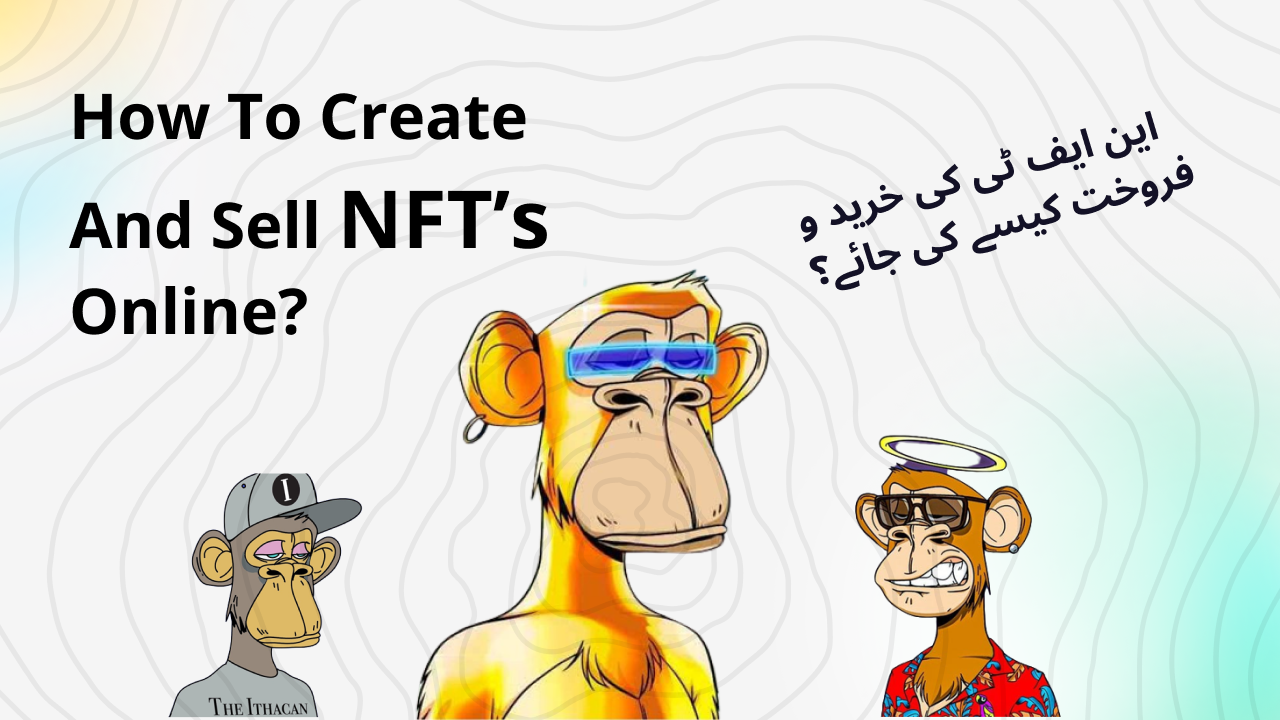 How To Create
And Sell NFT’s
Online?
این ایف ٹی کی خرید و
فروخت کیسے کی جائے؟
I
THE ITHACAN